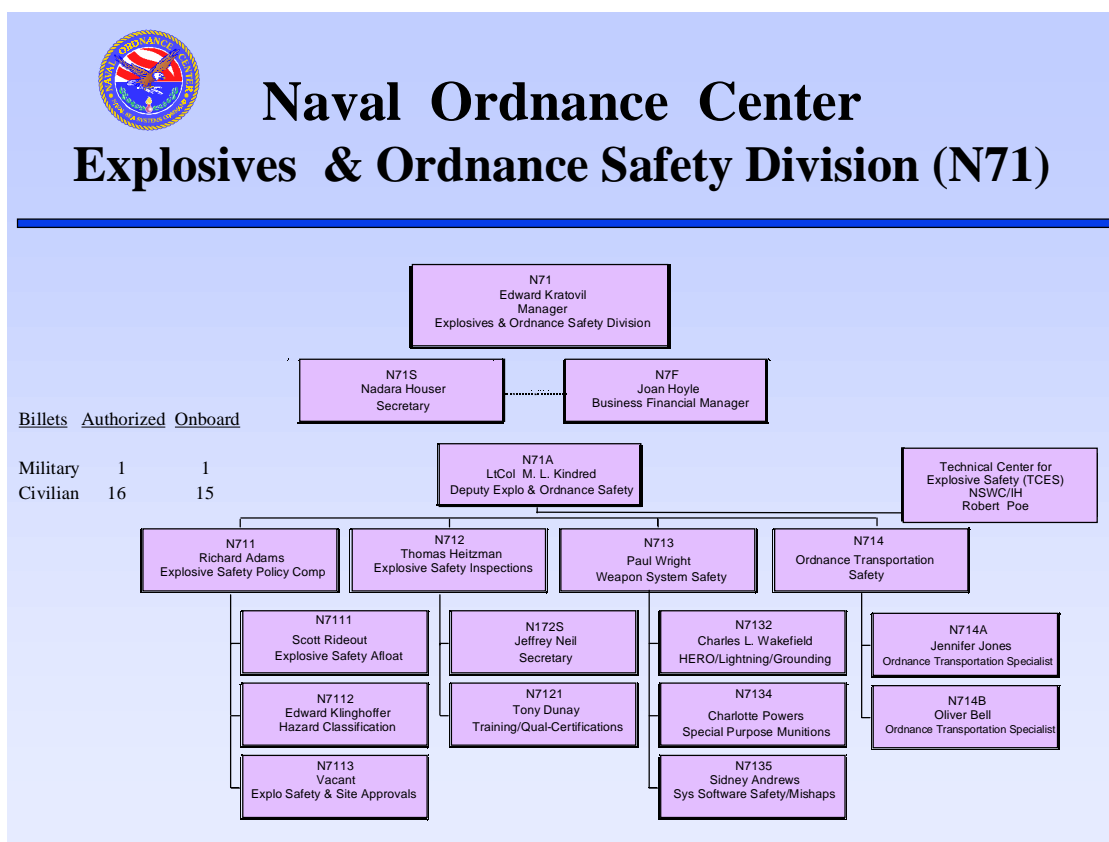 NAVAL ORDNANCE CENTER
Naval Ordnance Center
Explosives & Ordnance Safety Division (N71)
N71
Edward Kratovil
Manager
Explosives & Ordnance Safety Division
N71S
Nadara Houser
Secretary
N7F
Joan Hoyle
Business Financial Manager
Billets Authorized Onboard
Military 1 1
Civilian 16 15
N71A
LtCol M. L. Kindred
Deputy Explo & Ordnance Safety
Technical Center for
Explosive Safety (TCES)
NSWC/IH
Robert Poe
N711
Richard Adams
Explosive Safety Policy Comp
N712
Thomas Heitzman
Explosive Safety Inspections
N713
Paul Wright
Weapon System Safety
N714
Ordnance Transportation
Safety
N7111
Scott Rideout
Explosive Safety Afloat
N172S
Jeffrey Neil
Secretary
N7132
Charles L. Wakefield
HERO/Lightning/Grounding
N714A
Jennifer Jones
Ordnance Transportation Specialist
N7112
Edward Klinghoffer
Hazard Classification
N7121
Tony Dunay
Training/Qual-Certifications
N7134
Charlotte Powers
Special Purpose Munitions
N714B
Oliver Bell
Ordnance Transportation Specialist
N7113
Vacant
Explo Safety & Site Approvals
N7135
Sidney Andrews
Sys Software Safety/Mishaps